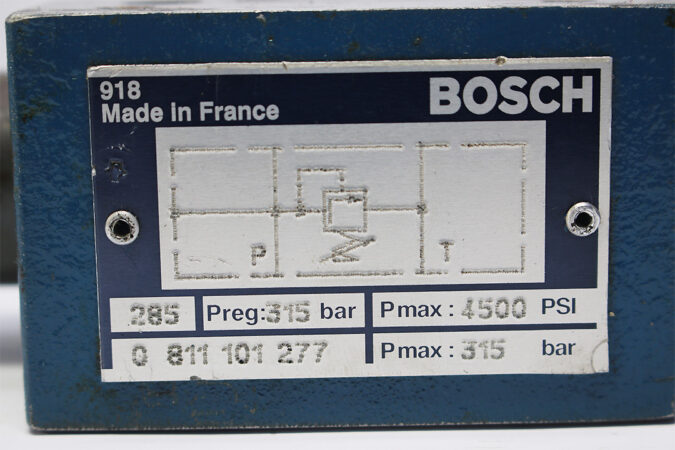 918
Made in France
BOSCH
P
T
285
Preg:315 bar
Pmax: 4500 PSI
0 811 101 277
Pmax: 315 bar